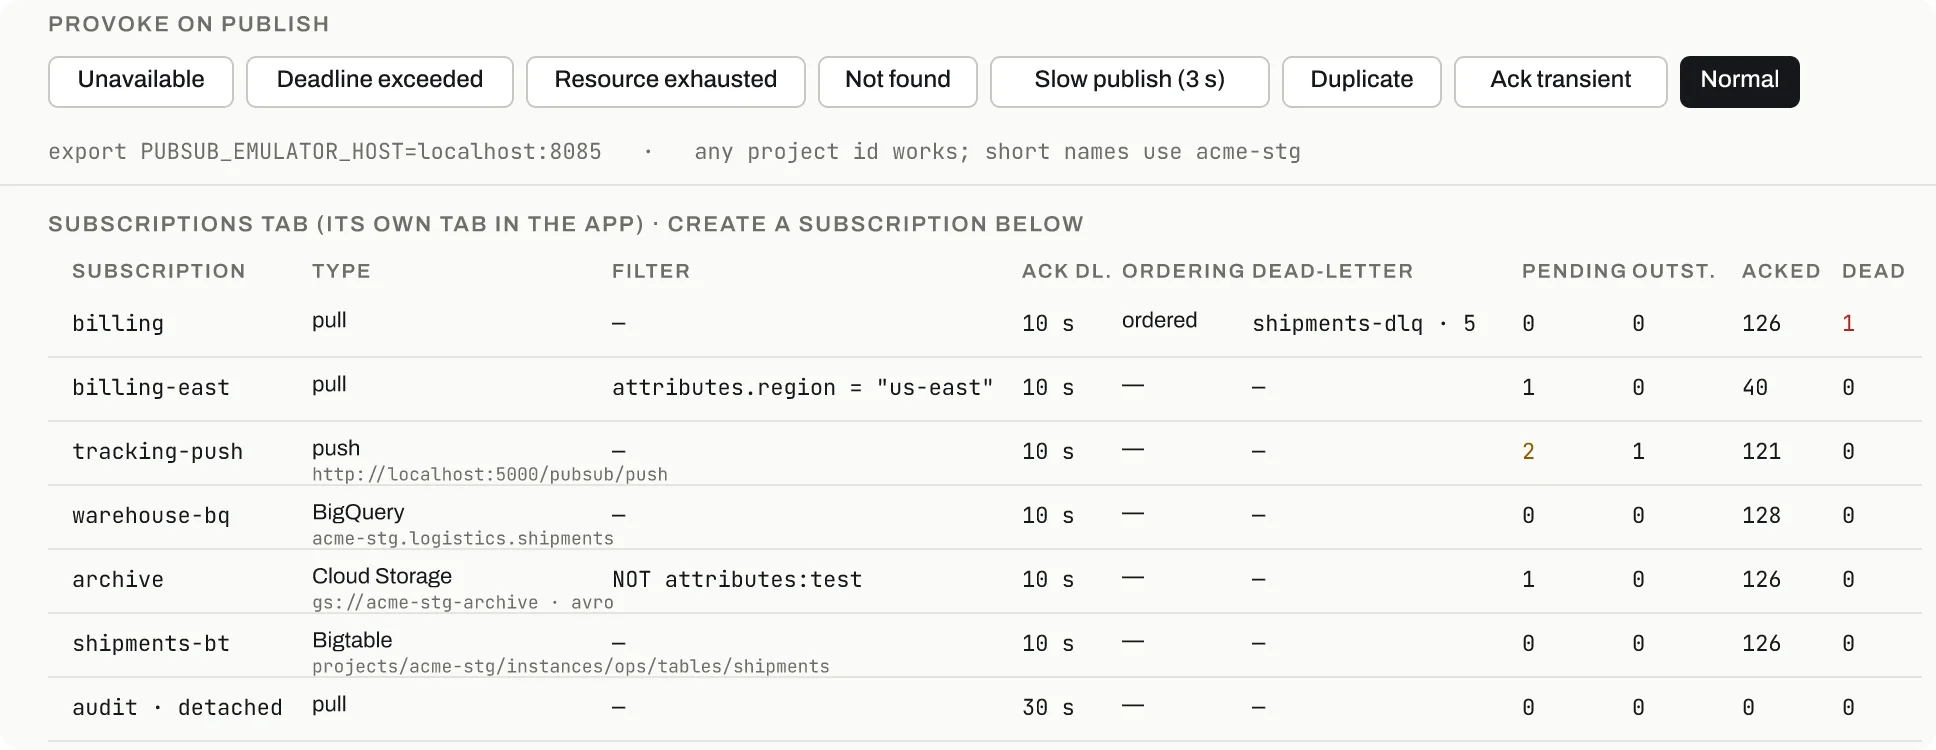 PROVOKE ON PUBLISH
Unavailable Deadline exceeded Resource exhausted Not found Slow publish (3 s) Duplicate Ack transient Normal
export PUBSUB_EMULATOR_HOST=localhost:8085 · any project id works; short names use acme-stg
SUBSCRIPTIONS TAB (ITS OWN TAB IN THE APP) · CREATE A SUBSCRIPTION BELOW
SUBSCRIPTION TYPE FILTER ACK DL. ORDERING DEAD-LETTER PENDING OUTST. ACKED DEAD
billing pull — 10 s ordered shipments-dlq · 5 0 0 126 1
billing-east pull attributes.region = "us-east" 10 s — — 1 0 40 0
tracking-push push — 10 s — — 2 1 121 0
http://localhost:5000/pubsub/push
warehouse-bq BigQuery — 10 s — — 0 0 128 0
acme-stg.logistics.shipments
archive Cloud Storage NOT attributes:test 10 s — — 1 0 126 0
gs://acme-stg-archive · avro
shipments-bt Bigtable — 10 s — — 0 0 126 0
projects/acme-stg/instances/ops/tables/shipments
audit · detached pull — 30 s — — 0 0 0 0